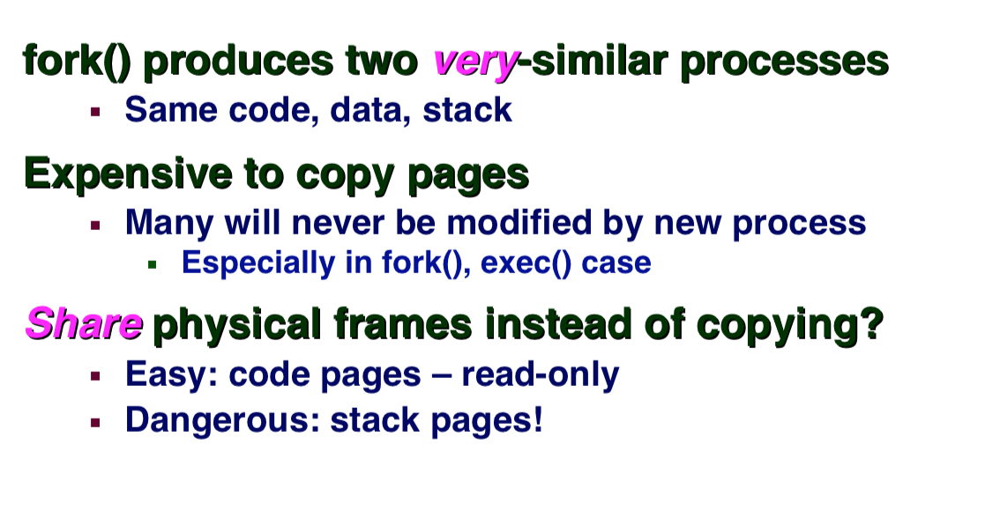 fork() produces two very-similar processes
▪ Same code, data, stack
Expensive to copy pages
▪ Many will never be modified by new process
▪ Especially in fork(), exec() case
Share physical frames instead of copying?
▪ Easy: code pages – read-only
▪ Dangerous: stack pages!